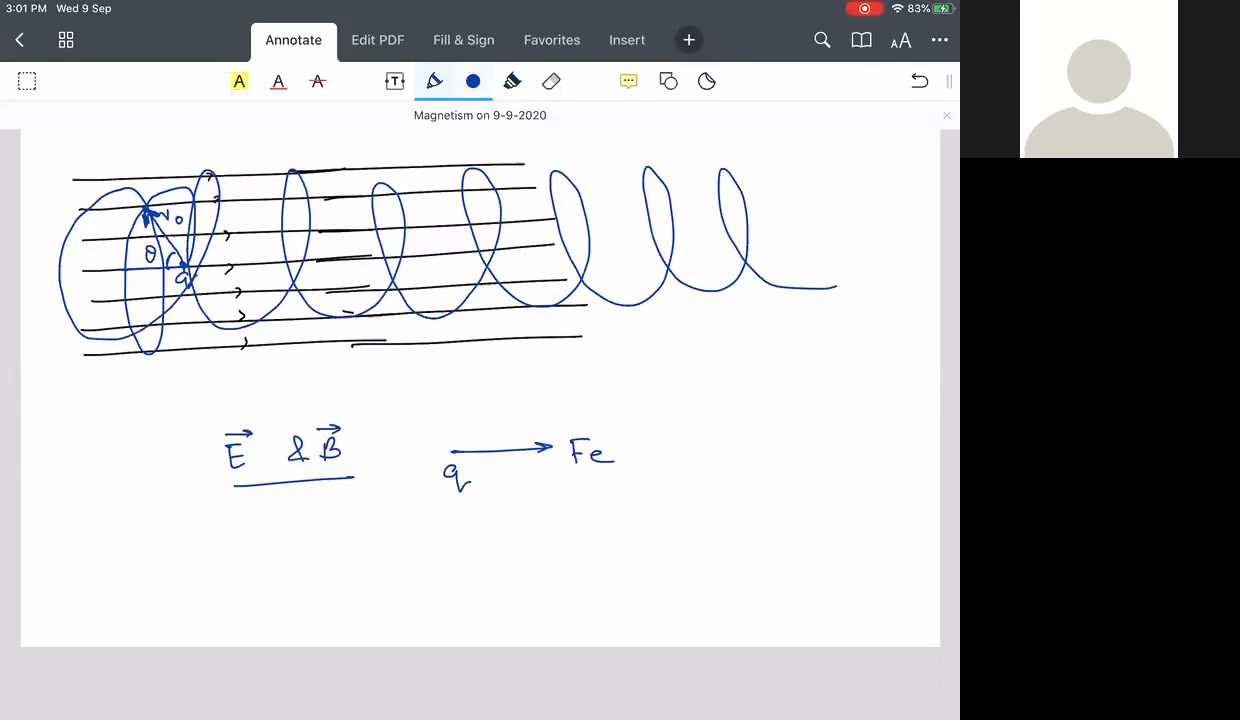 3:01 PM Wed 9 Sep
83%
Annotate Edit PDF Fill & Sign Favorites Insert
AA
A A A T
Magnetism on 9-9-2020
v₀
θ
q
E⃗ & B⃗
q Fe